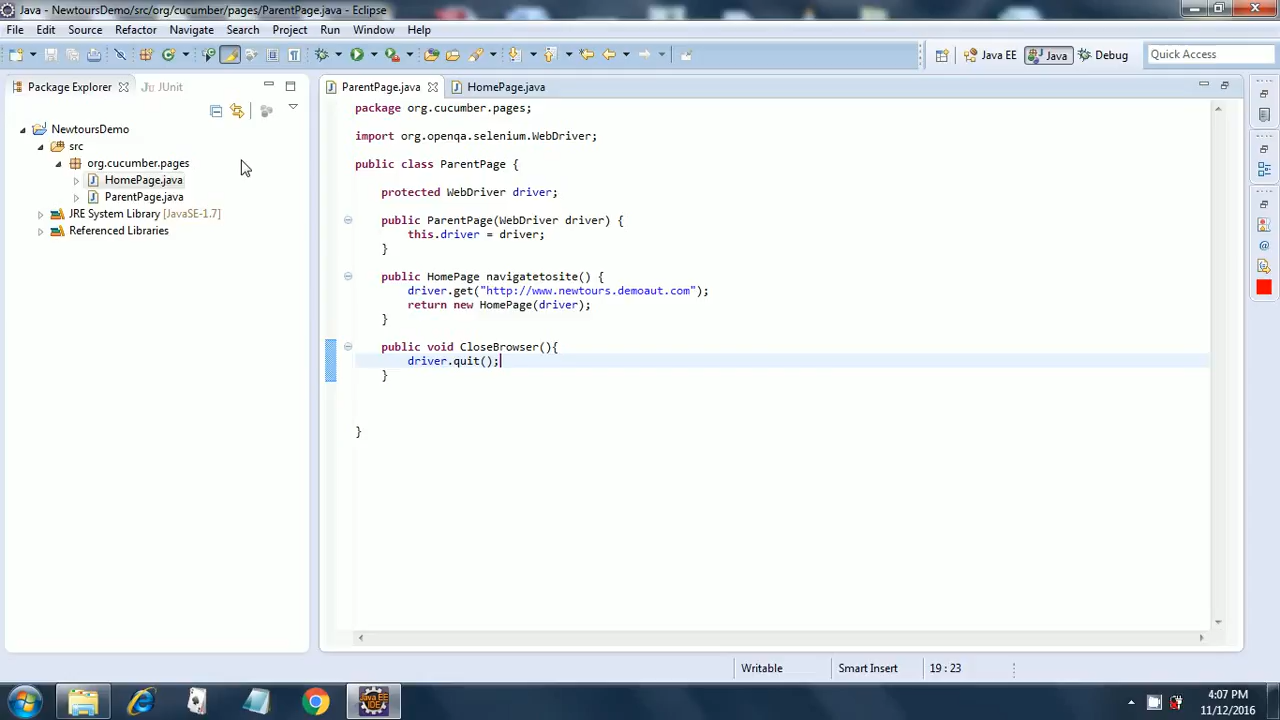 Java - NewtoursDemo/src/org/cucumber/pages/ParentPage.java - Eclipse
File Edit Source Refactor Navigate Search Project Run Window Help
Java EE Java Debug Quick Access
Package Explorer JUnit
ParentPage.java HomePage.java
NewtoursDemo
src
org.cucumber.pages
HomePage.java
ParentPage.java
JRE System Library [JavaSE-1.7]
Referenced Libraries
package org.cucumber.pages;
import org.openqa.selenium.WebDriver;
public class ParentPage {
protected WebDriver driver;
public ParentPage(WebDriver driver) {
this.driver = driver;
}
public HomePage navigatetosite() {
driver.get("http://www.newtours.demoaut.com");
return new HomePage(driver);
}
public void CloseBrowser(){
driver.quit();
}
}
Writable Smart Insert 19 : 23
Java EE
IDE
4:07 PM
11/12/2016